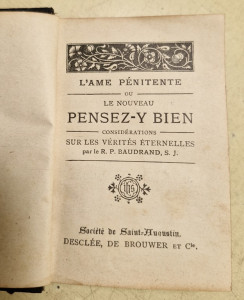 L'AME PÉNITENTE
OU
LE NOUVEAU
PENSEZ-Y BIEN
CONSIDÉRATIONS
SUR LES VÉRITÉS ÉTERNELLES
par le R. P. BAUDRAND, S. J.
IHS
Société de Saint-Augustin.
DESCLÉE, DE BROUWER ET Cie.